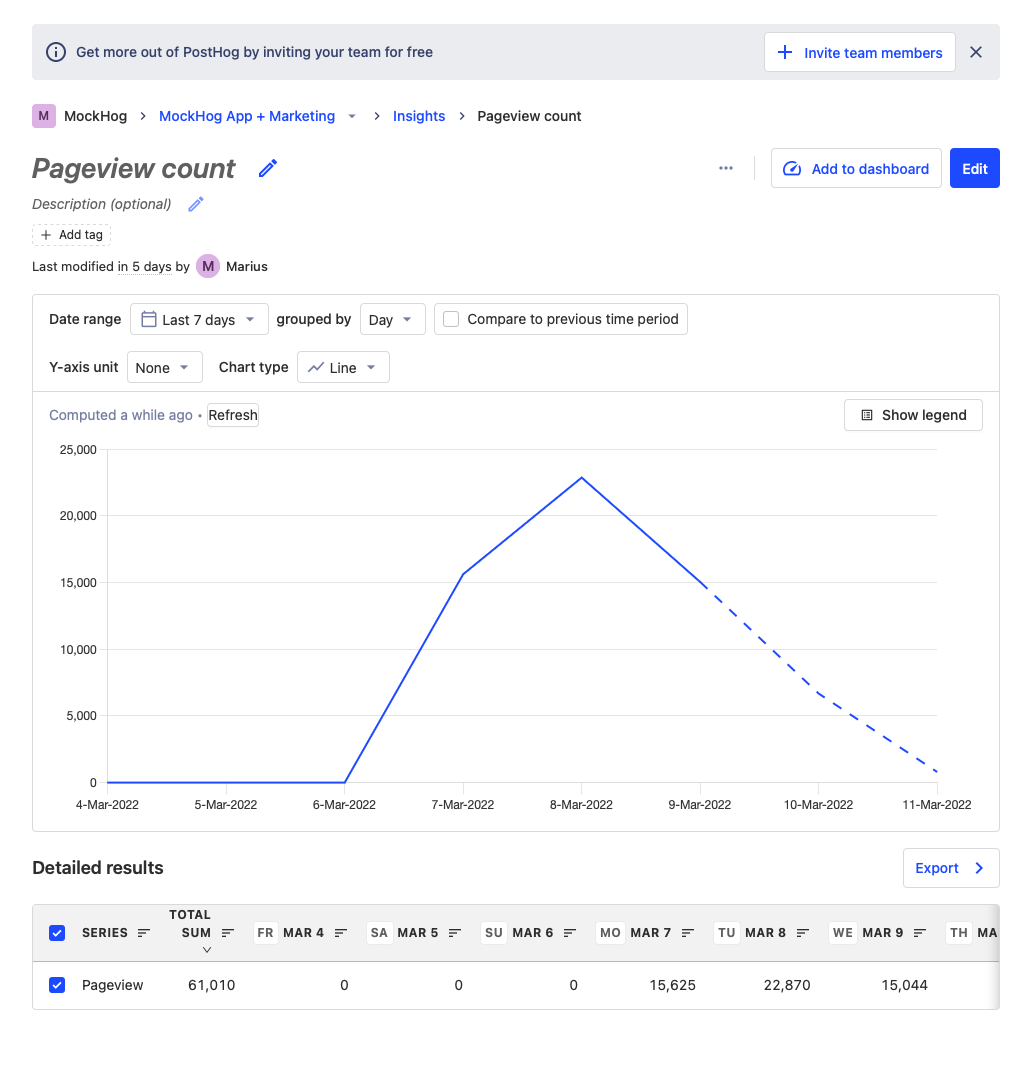 Get more out of PostHog by inviting your team for free
Invite team members
M MockHog > MockHog App + Marketing > Insights > Pageview count
Pageview count
Add to dashboard
Edit
Description (optional)
Add tag
Last modified in 5 days by M Marius
Date range Last 7 days grouped by Day Compare to previous time period
Y-axis unit None Chart type Line
Computed a while ago • Refresh
Show legend
25,000
20,000
15,000
10,000
5,000
0
4-Mar-2022 5-Mar-2022 6-Mar-2022 7-Mar-2022 8-Mar-2022 9-Mar-2022 10-Mar-2022 11-Mar-2022
Detailed results
Export
SERIES TOTAL SUM FR MAR 4 SA MAR 5 SU MAR 6 MO MAR 7 TU MAR 8 WE MAR 9 TH MA
Pageview 61,010 0 0 0 15,625 22,870 15,044